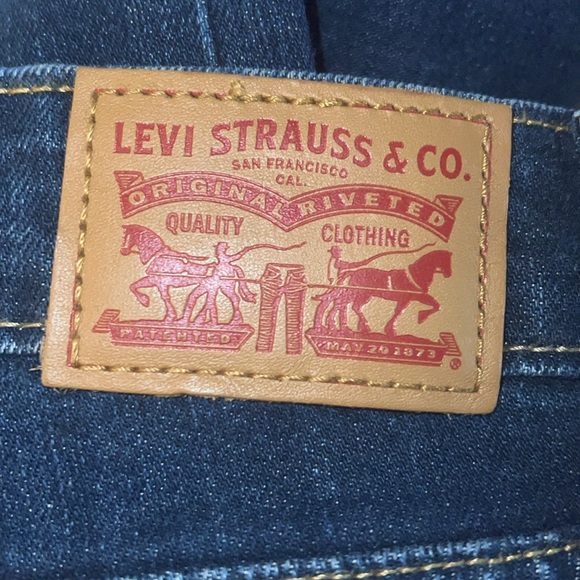 LEVI STRAUSS & CO.
SAN FRANCISCO
CAL.
ORIGINAL RIVETED
QUALITY CLOTHING
PATENTED MAY 20 1873
®